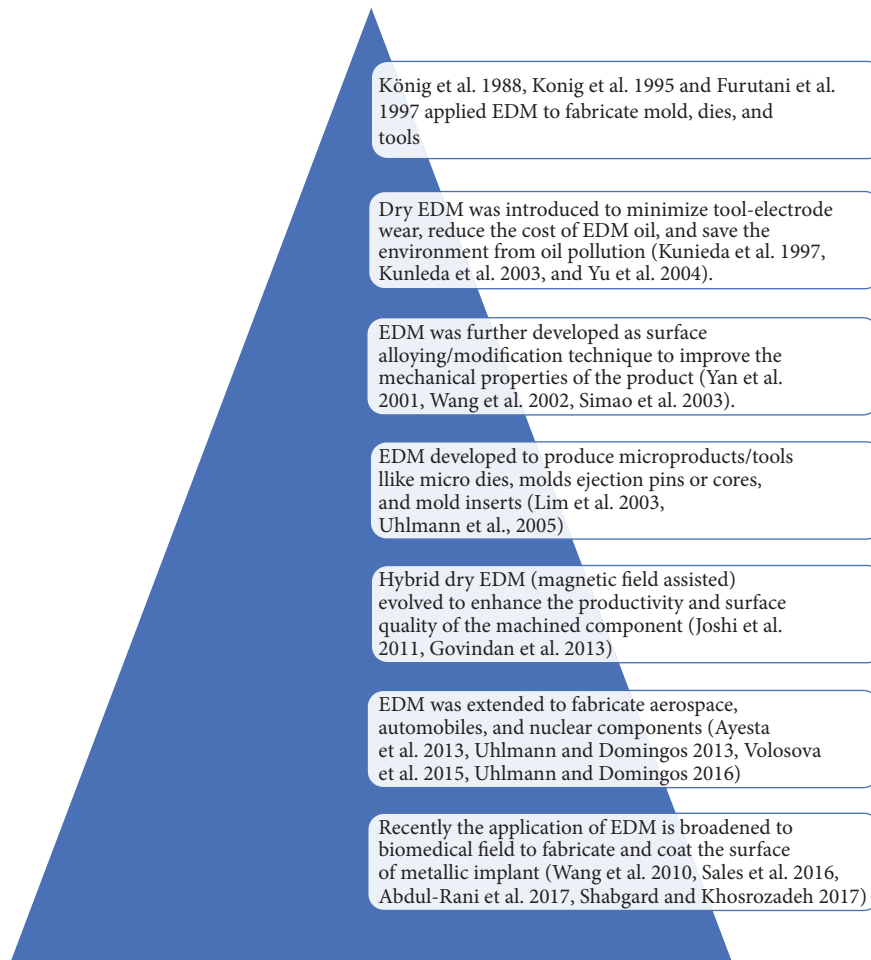 König et al. 1988, Konig et al. 1995 and Furutani et al.
1997 applied EDM to fabricate mold, dies, and
tools
Dry EDM was introduced to minimize tool-electrode
wear, reduce the cost of EDM oil, and save the
environment from oil pollution (Kunieda et al. 1997,
Kunleda et al. 2003, and Yu et al. 2004).
EDM was further developed as surface
alloying/modification technique to improve the
mechanical properties of the product (Yan et al.
2001, Wang et al. 2002, Simao et al. 2003).
EDM developed to produce microproducts/tools
llike micro dies, molds ejection pins or cores,
and mold inserts (Lim et al. 2003,
Uhlmann et al., 2005)
Hybrid dry EDM (magnetic field assisted)
evolved to enhance the productivity and surface
quality of the machined component (Joshi et al.
2011, Govindan et al. 2013)
EDM was extended to fabricate aerospace,
automobiles, and nuclear components (Ayesta
et al. 2013, Uhlmann and Domingos 2013, Volosova
et al. 2015, Uhlmann and Domingos 2016)
Recently the application of EDM is broadened to
biomedical field to fabricate and coat the surface
of metallic implant (Wang et al. 2010, Sales et al. 2016,
Abdul-Rani et al. 2017, Shabgard and Khosrozadeh 2017)